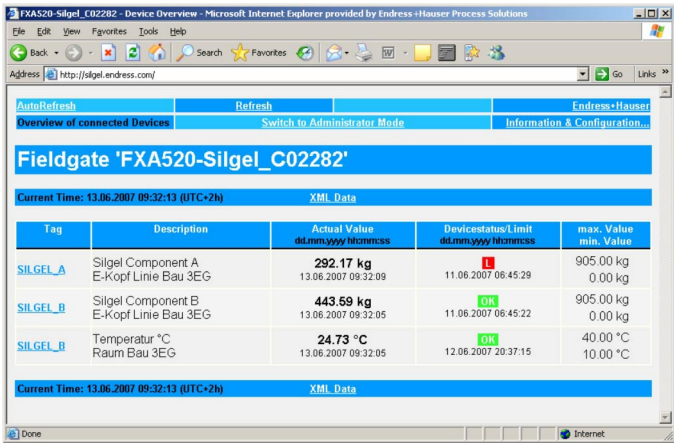 FXA520-Silgel_C02282 - Device Overview - Microsoft Internet Explorer provided by Endress+Hauser Process Solutions
File Edit View Favorites Tools Help
Back Search Favorites
Address http://silgel.endress.com/ Go Links »
AutoRefresh Refresh Endress+Hauser
Overview of connected Devices Switch to Administrator Mode Information & Configuration...
Fieldgate 'FXA520-Silgel_C02282'
Current Time: 13.06.2007 09:32:13 (UTC+2h) XML Data
Tag Description Actual Value Devicestatus/Limit max. Value
dd.mm.yyyy hh:mm:ss dd.mm.yyyy hh:mm:ss min. Value
SILGEL_A Silgel Component A 292.17 kg L 905.00 kg
E-Kopf Linie Bau 3EG 13.06.2007 09:32:09 11.06.2007 06:45:29 0.00 kg
SILGEL_B Silgel Component B 443.59 kg OK 905.00 kg
E-Kopf Linie Bau 3EG 13.06.2007 09:32:05 11.06.2007 06:45:22 0.00 kg
SILGEL_B Temperatur °C 24.73 °C OK 40.00 °C
Raum Bau 3EG 13.06.2007 09:32:05 12.06.2007 20:37:15 10.00 °C
Current Time: 13.06.2007 09:32:13 (UTC+2h) XML Data
Done Internet